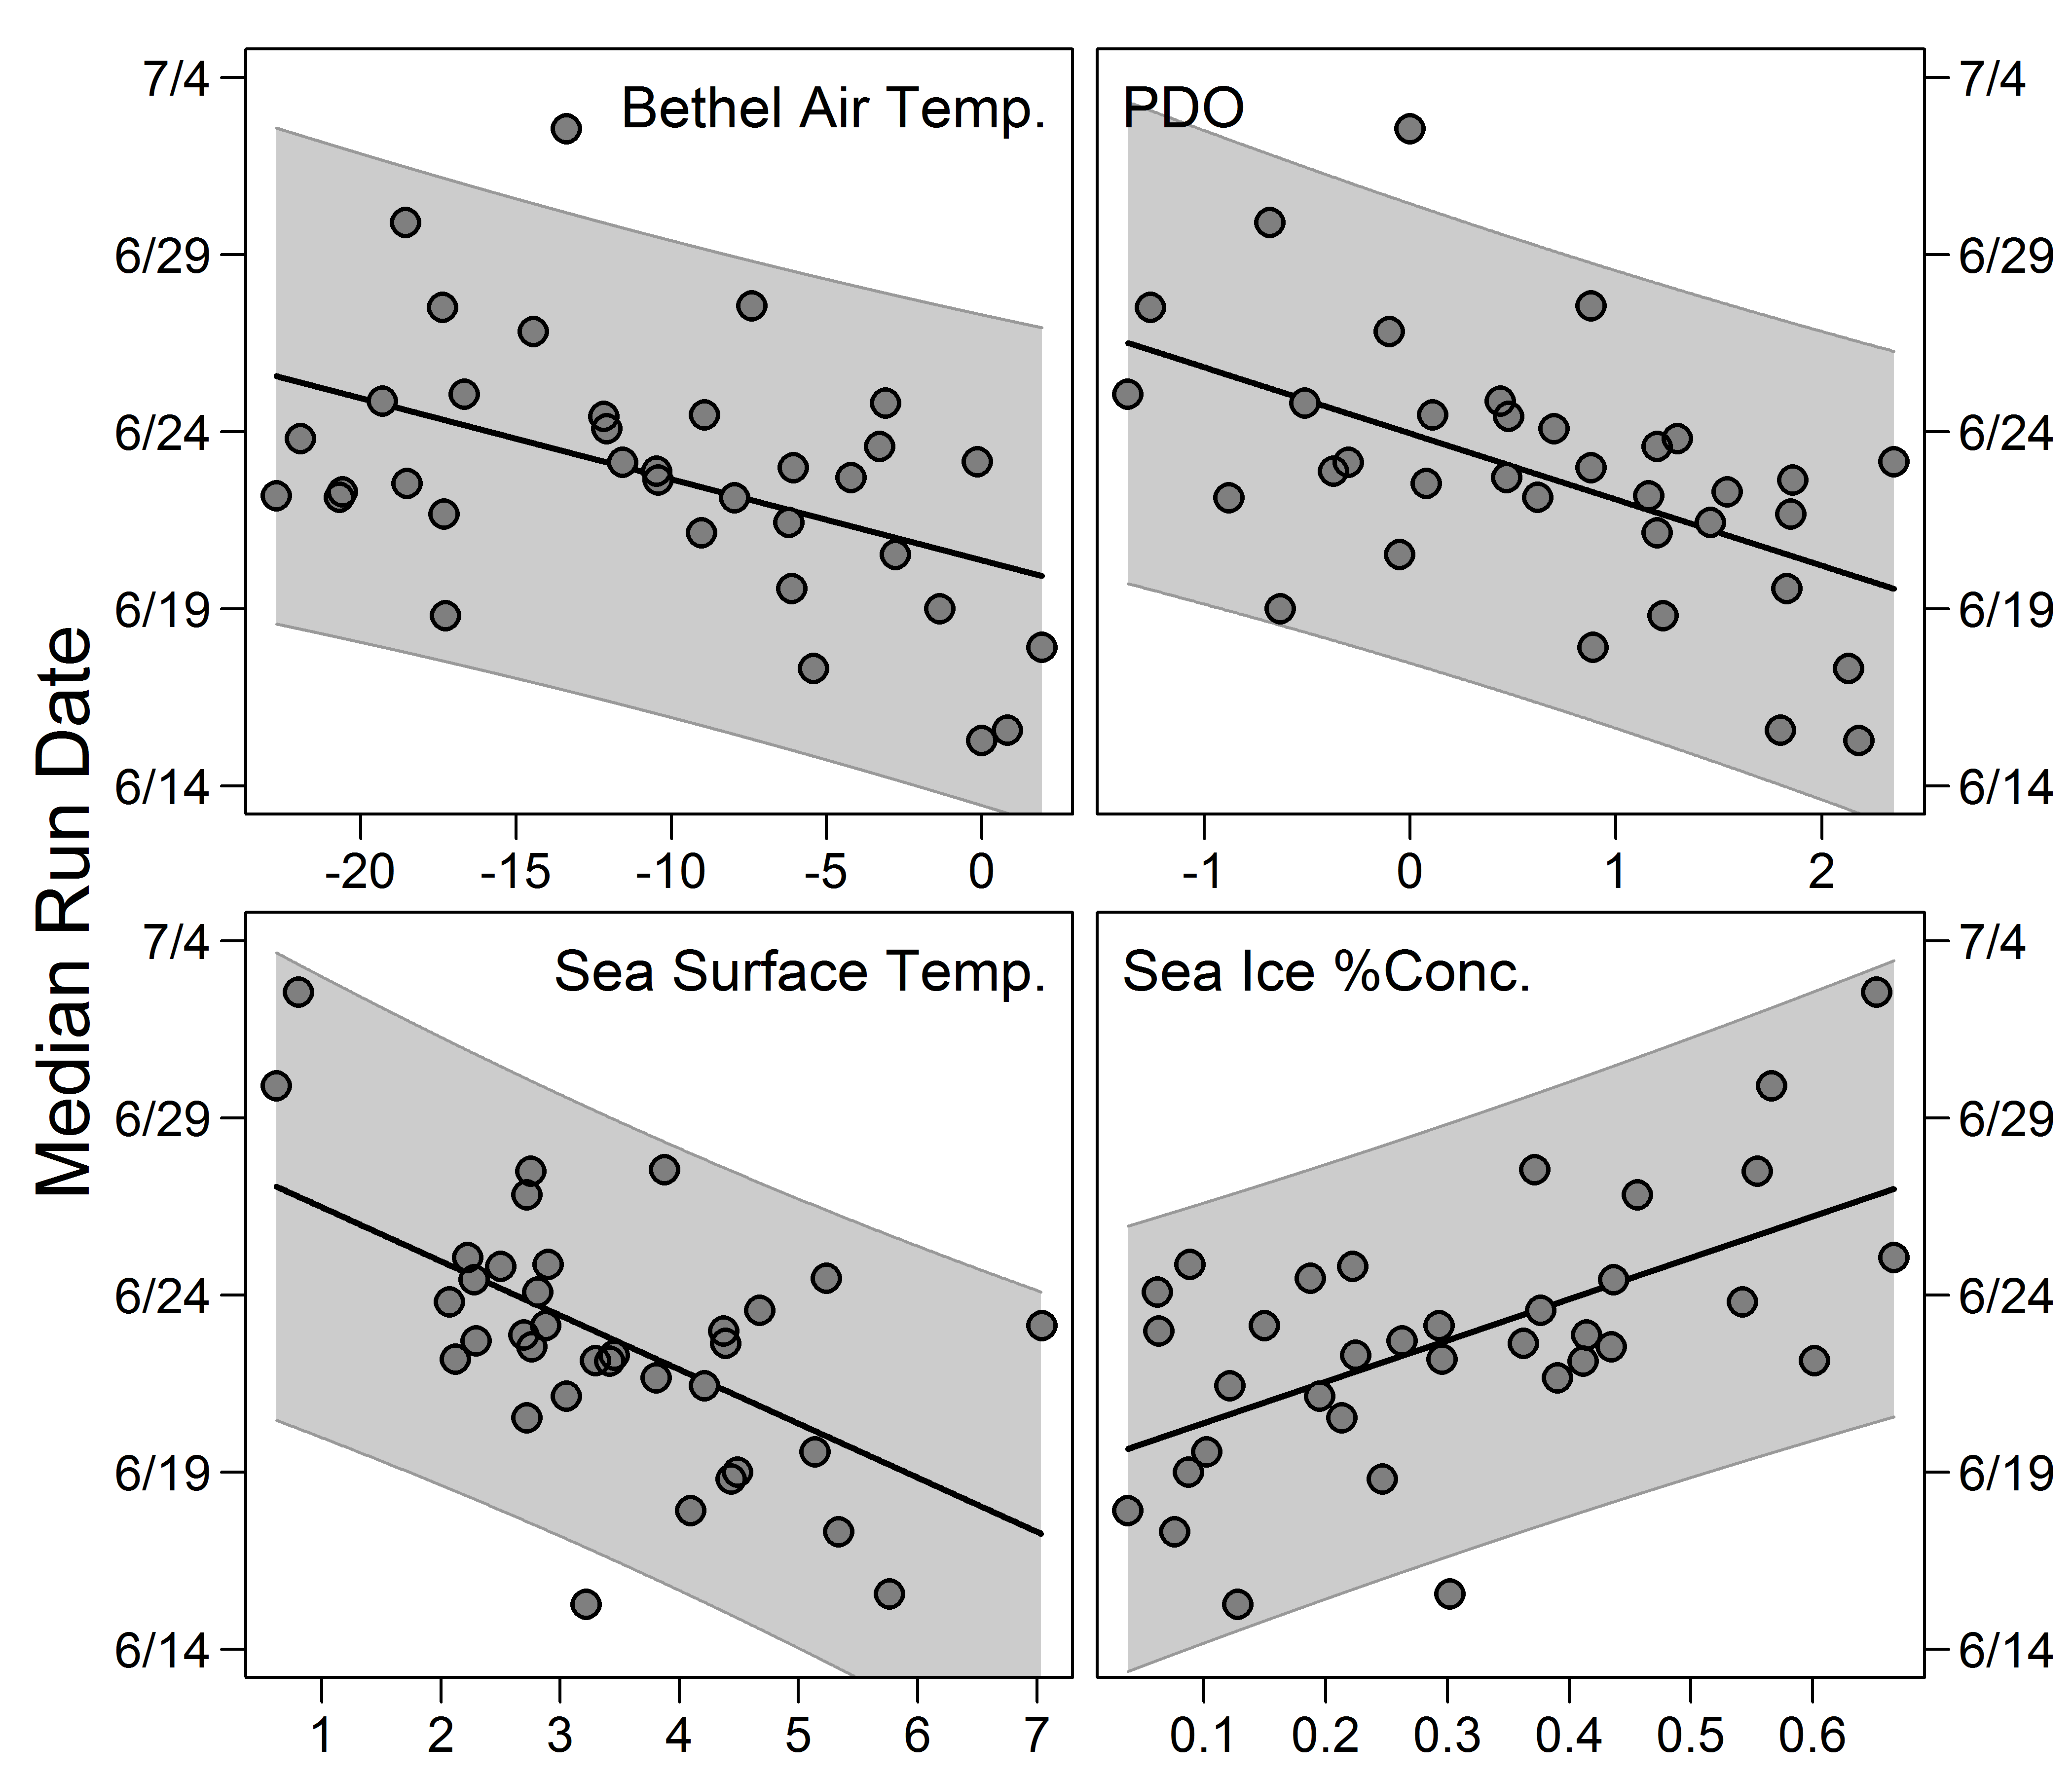 Median Run Date
7/4
6/29
6/24
6/19
6/14
Bethel Air Temp.
-20 -15 -10 -5 0
PDO
7/4
6/29
6/24
6/19
6/14
-1 0 1 2
7/4
6/29
6/24
6/19
6/14
Sea Surface Temp.
1 2 3 4 5 6 7
Sea Ice %Conc.
7/4
6/29
6/24
6/19
6/14
0.1 0.2 0.3 0.4 0.5 0.6